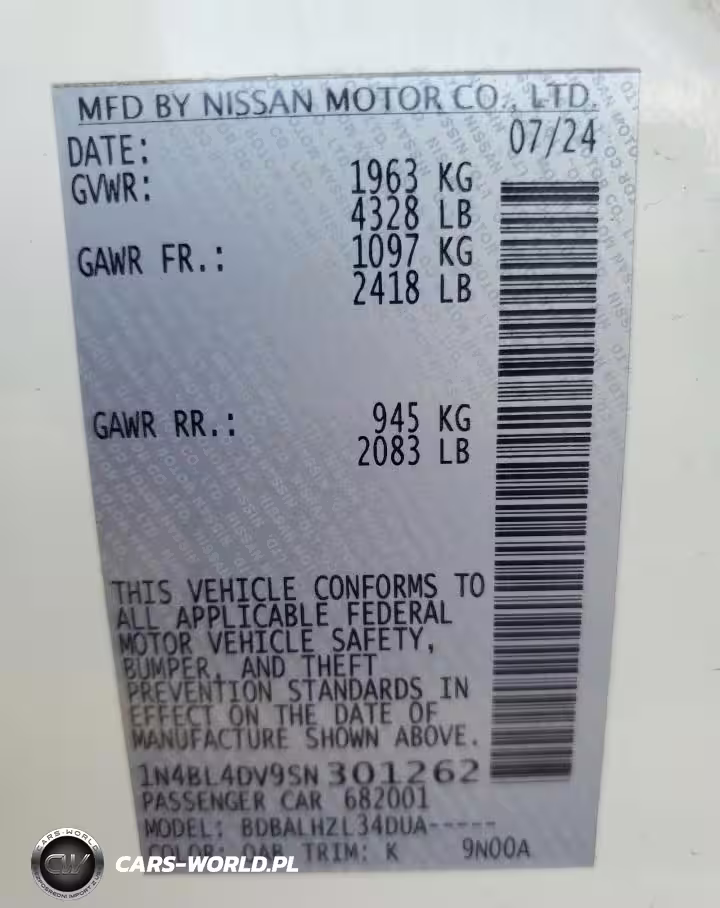 MFD BY NISSAN MOTOR CO., LTD.
DATE: 07/24
GVWR: 1963 KG
4328 LB
GAWR FR.: 1097 KG
2418 LB
GAWR RR.: 945 KG
2083 LB
THIS VEHICLE CONFORMS TO
ALL APPLICABLE FEDERAL
MOTOR VEHICLE SAFETY,
BUMPER, AND THEFT
PREVENTION STANDARDS IN
EFFECT ON THE DATE OF
MANUFACTURE SHOWN ABOVE.
1N4BL4DV9SN301262
PASSENGER CAR 682001
MODEL: BDBALHZL34DUA-----
COLOR: QAB TRIM: K 9N00A
CARS-WORLD
CW
CARS-WORLD.PL